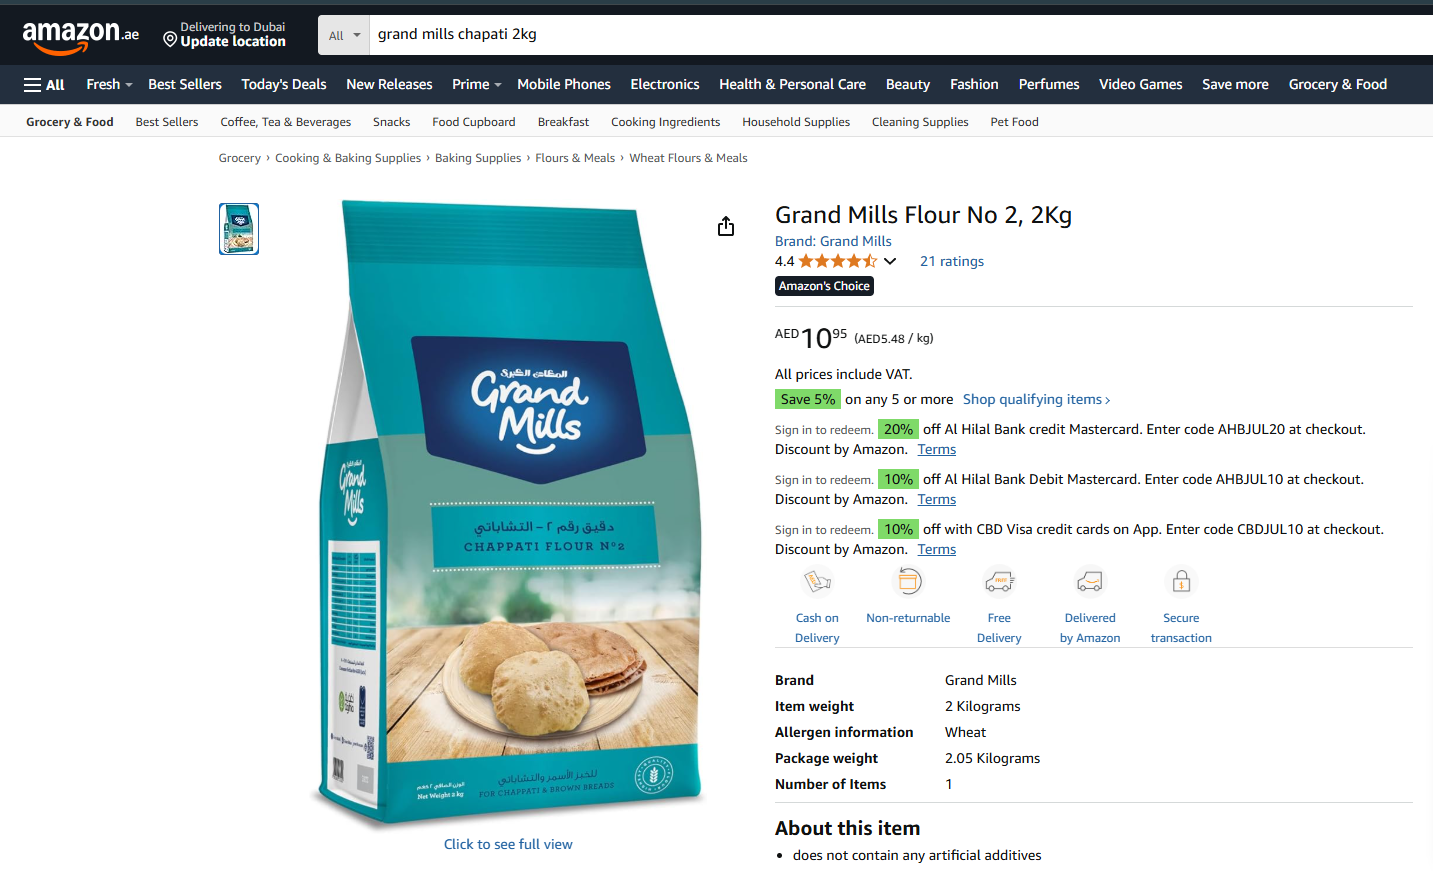 amazon.ae
Delivering to Dubai
Update location
All
grand mills chapati 2kg
All Fresh Best Sellers Today's Deals New Releases Prime Mobile Phones Electronics Health & Personal Care Beauty Fashion Perfumes Video Games Save more Grocery & Food
Grocery & Food Best Sellers Coffee, Tea & Beverages Snacks Food Cupboard Breakfast Cooking Ingredients Household Supplies Cleaning Supplies Pet Food
Grocery › Cooking & Baking Supplies › Baking Supplies › Flours & Meals › Wheat Flours & Meals
المطاحن الكبرى
Grand
Mills
دقيق رقم ٢ – التشاباتي
CHAPPATI FLOUR Nº2
Grand
Mills
للخبز الأسمر والتشاباتي
FOR CHAPPATI & BROWN BREADS
الوزن الصافي ٢ كغم
Net Weight 2 kg
Click to see full view
Grand Mills Flour No 2, 2Kg
Brand: Grand Mills
4.4 21 ratings
Amazon's Choice
AED10 95 (AED5.48 / kg)
All prices include VAT.
Save 5% on any 5 or more Shop qualifying items ›
Sign in to redeem. 20% off Al Hilal Bank credit Mastercard. Enter code AHBJUL20 at checkout.
Discount by Amazon. Terms
Sign in to redeem. 10% off Al Hilal Bank Debit Mastercard. Enter code AHBJUL10 at checkout.
Discount by Amazon. Terms
Sign in to redeem. 10% off with CBD Visa credit cards on App. Enter code CBDJUL10 at checkout.
Discount by Amazon. Terms
Cash on Delivery
Non-returnable
Free Delivery
Delivered by Amazon
Secure transaction
Brand Grand Mills
Item weight 2 Kilograms
Allergen information Wheat
Package weight 2.05 Kilograms
Number of Items 1
About this item
• does not contain any artificial additives